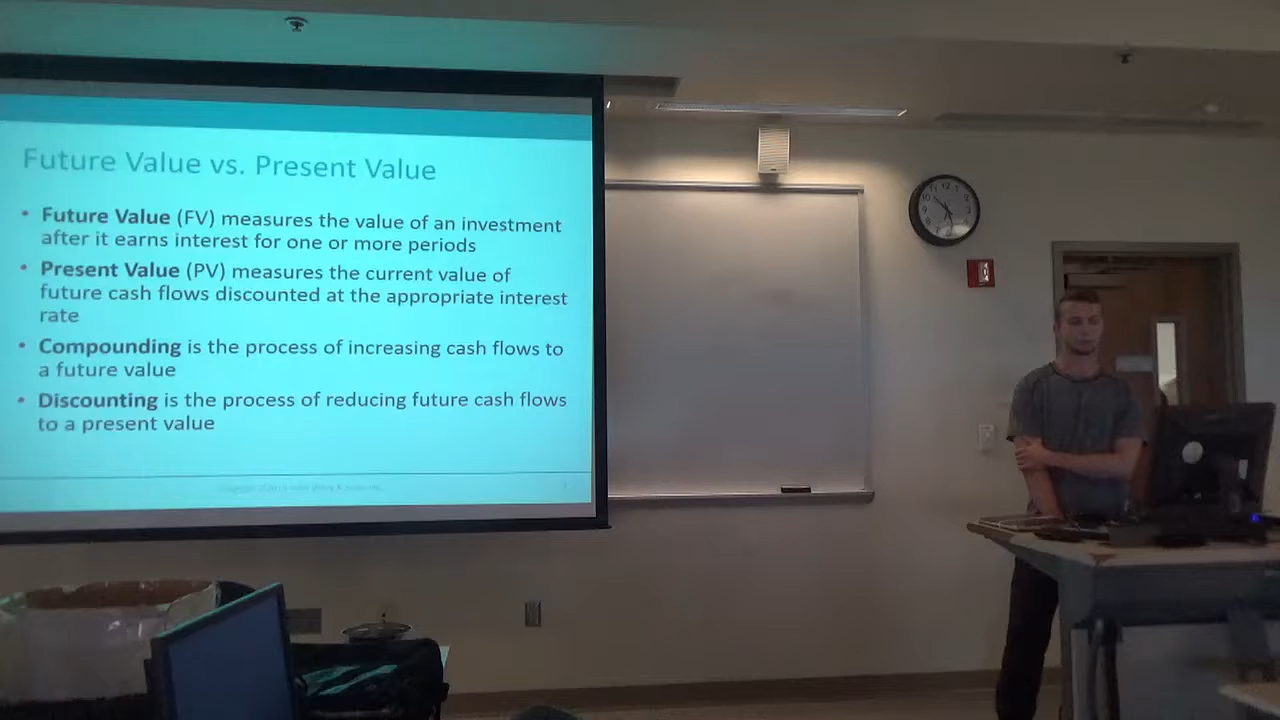 Future Value vs. Present Value
• Future Value (FV) measures the value of an investment
after it earns interest for one or more periods
• Present Value (PV) measures the current value of
future cash flows discounted at the appropriate interest
rate
• Compounding is the process of increasing cash flows to
a future value
• Discounting is the process of reducing future cash flows
to a present value